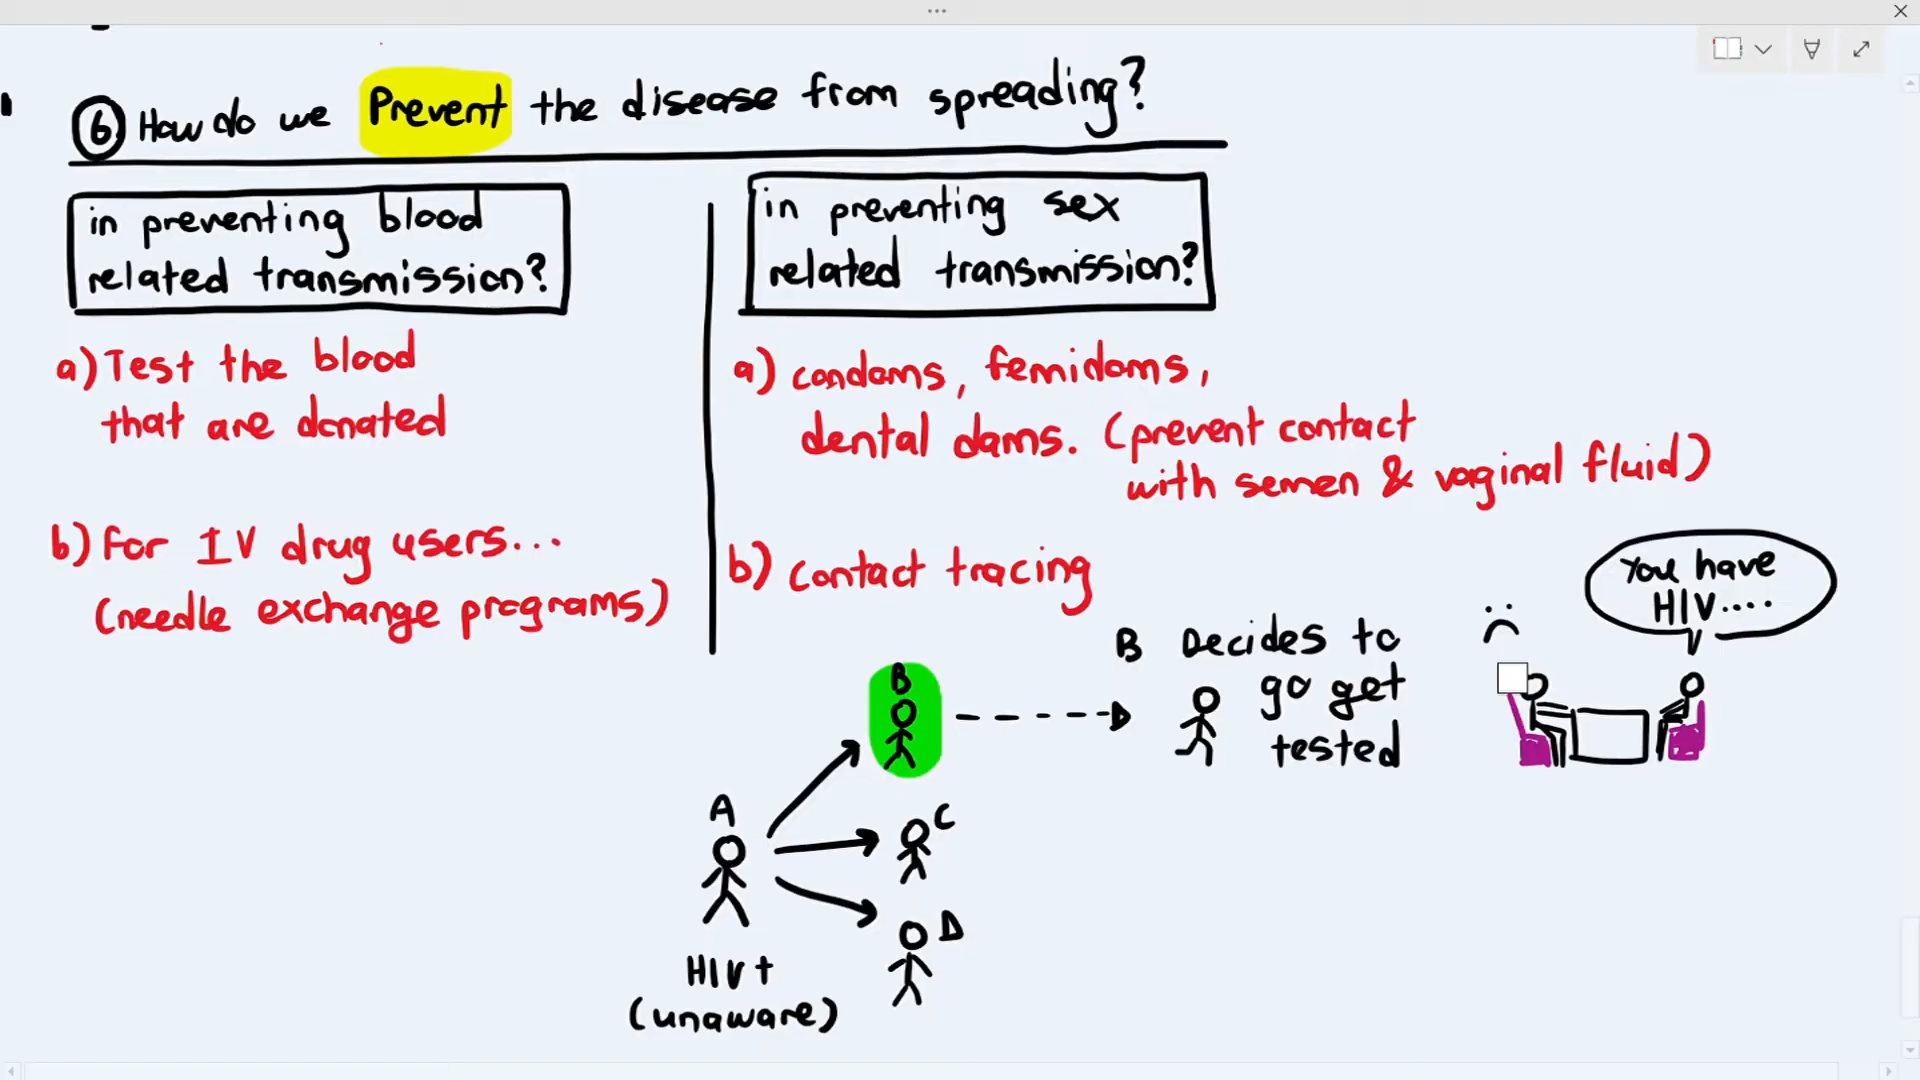 6 How do we Prevent the disease from spreading?
in preventing blood
related transmission?
a) Test the blood
that are donated
b) For IV drug users...
(needle exchange programs)
in preventing sex
related transmission?
a) condoms, femidoms,
dental dams. (prevent contact
with semen & vaginal fluid)
b) contact tracing
You have
HIV....
B Decides to
go get
tested
B
A
C
D
HIV+
(unaware)